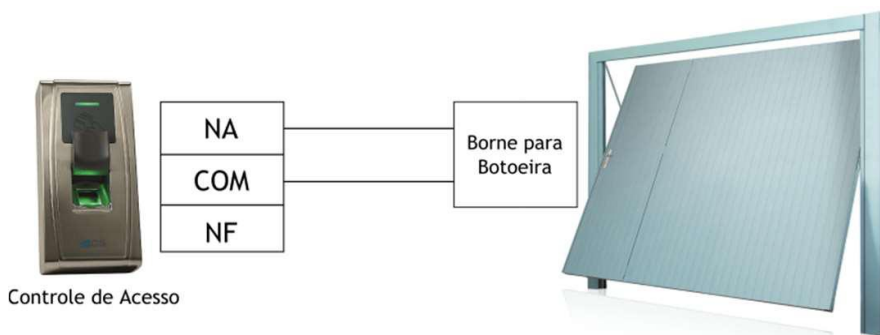 NA
COM
NF
Borne para
Botoeira
Controle de Acesso